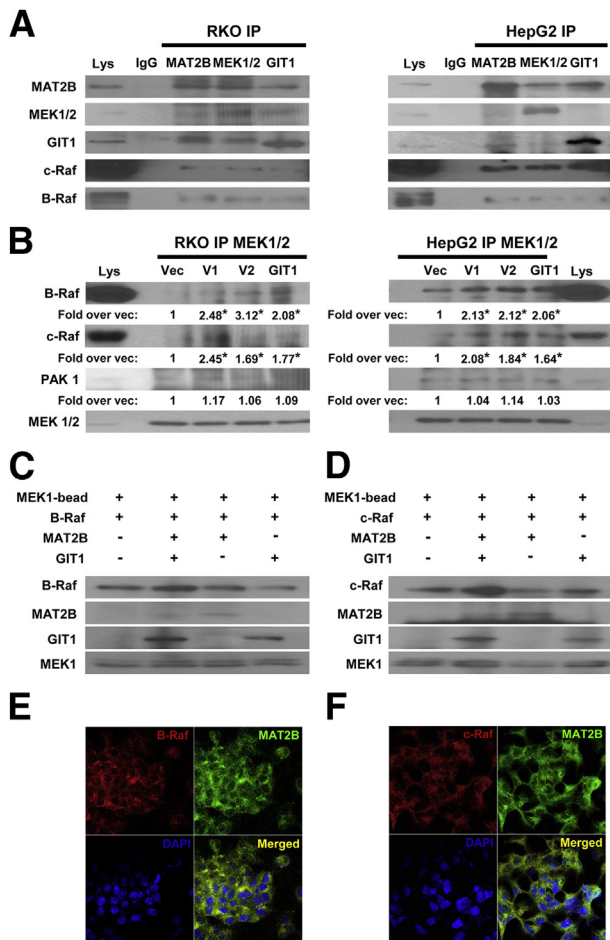 A
RKO IP
HepG2 IP
Lys IgG MAT2B MEK1/2 GIT1
Lys IgG MAT2B MEK1/2 GIT1
MAT2B
MEK1/2
GIT1
c-Raf
B-Raf
B
RKO IP MEK1/2
HepG2 IP MEK1/2
Lys Vec V1 V2 GIT1
Vec V1 V2 GIT1 Lys
B-Raf
Fold over vec: 1 2.48* 3.12* 2.08*
Fold over vec: 1 2.13* 2.12* 2.06*
c-Raf
Fold over vec: 1 2.45* 1.69* 1.77*
Fold over vec: 1 2.08* 1.84* 1.64*
PAK 1
Fold over vec: 1 1.17 1.06 1.09
Fold over vec: 1 1.04 1.14 1.03
MEK 1/2
C
MEK1-bead + + + +
B-Raf + + + +
MAT2B - + + -
GIT1 - + - +
B-Raf
MAT2B
GIT1
MEK1
D
MEK1-bead + + + +
c-Raf + + + +
MAT2B - + + -
GIT1 - + - +
c-Raf
MAT2B
GIT1
MEK1
E
B-Raf
MAT2B
DAPI
Merged
F
c-Raf
MAT2B
DAPI
Merged